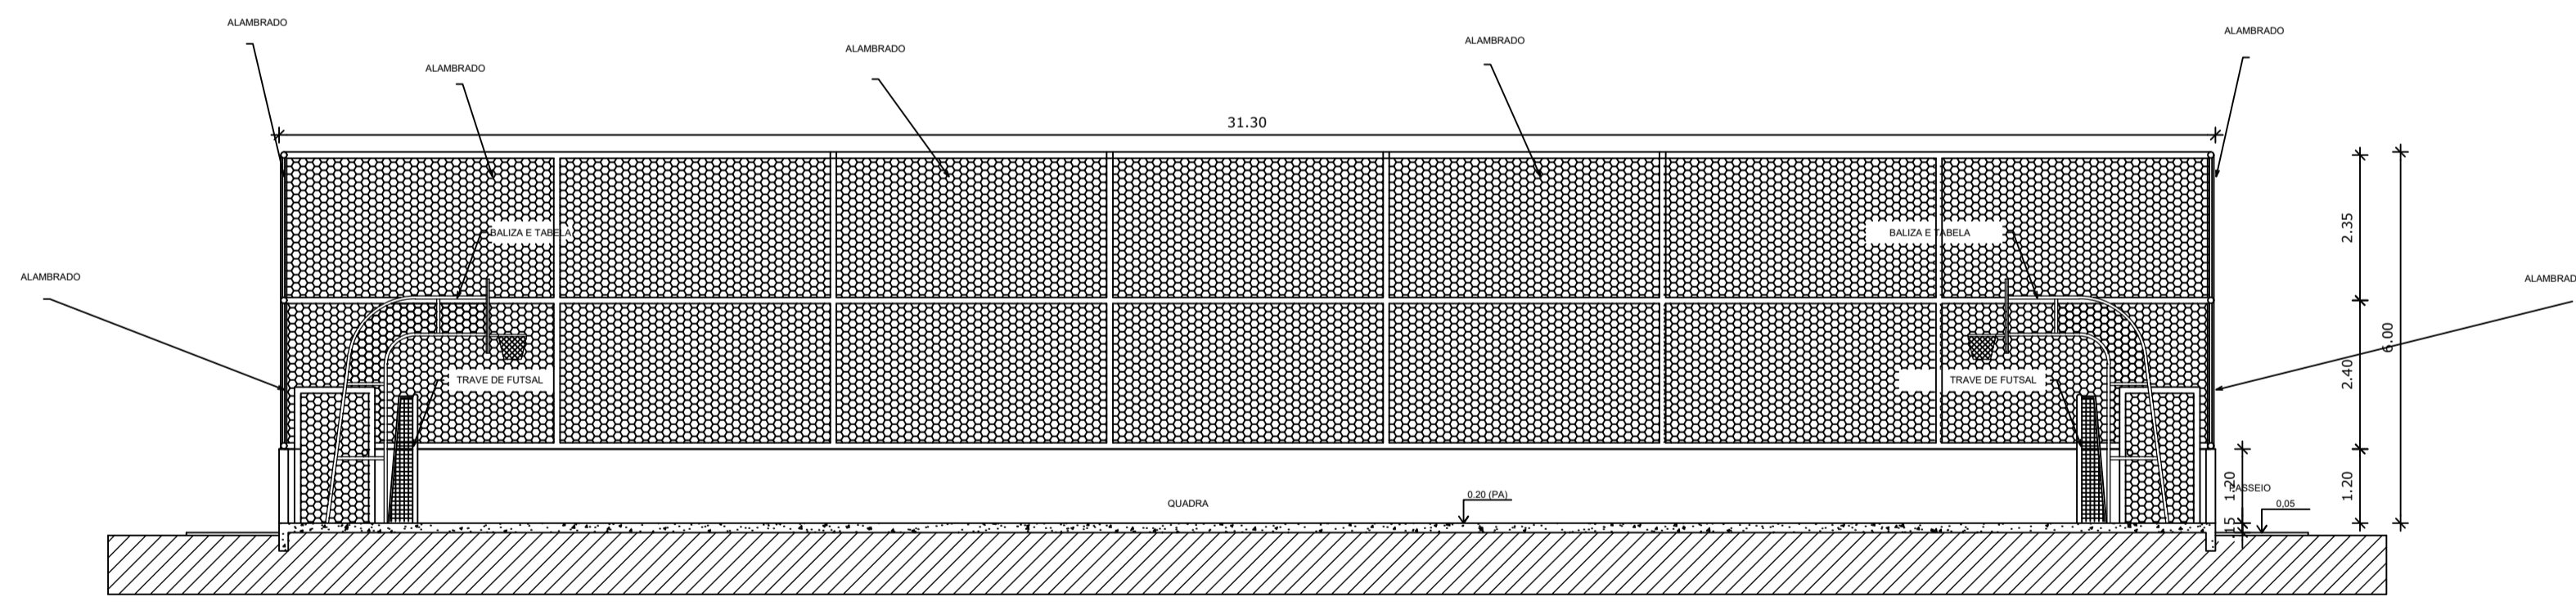 ALAMBRADO
ALAMBRADO
ALAMBRADO
ALAMBRADO
ALAMBRADO
31.30
BALIZA E TABELA
BALIZA E TABELA
2.35
ALAMBRADO
ALAMBRAD
6.00
2.40
TRAVE DE FUTSAL
TRAVE DE FUTSAL
QUADRA
0.20 (PA)
1.20
PASSEIO
1.20
0,05
.15